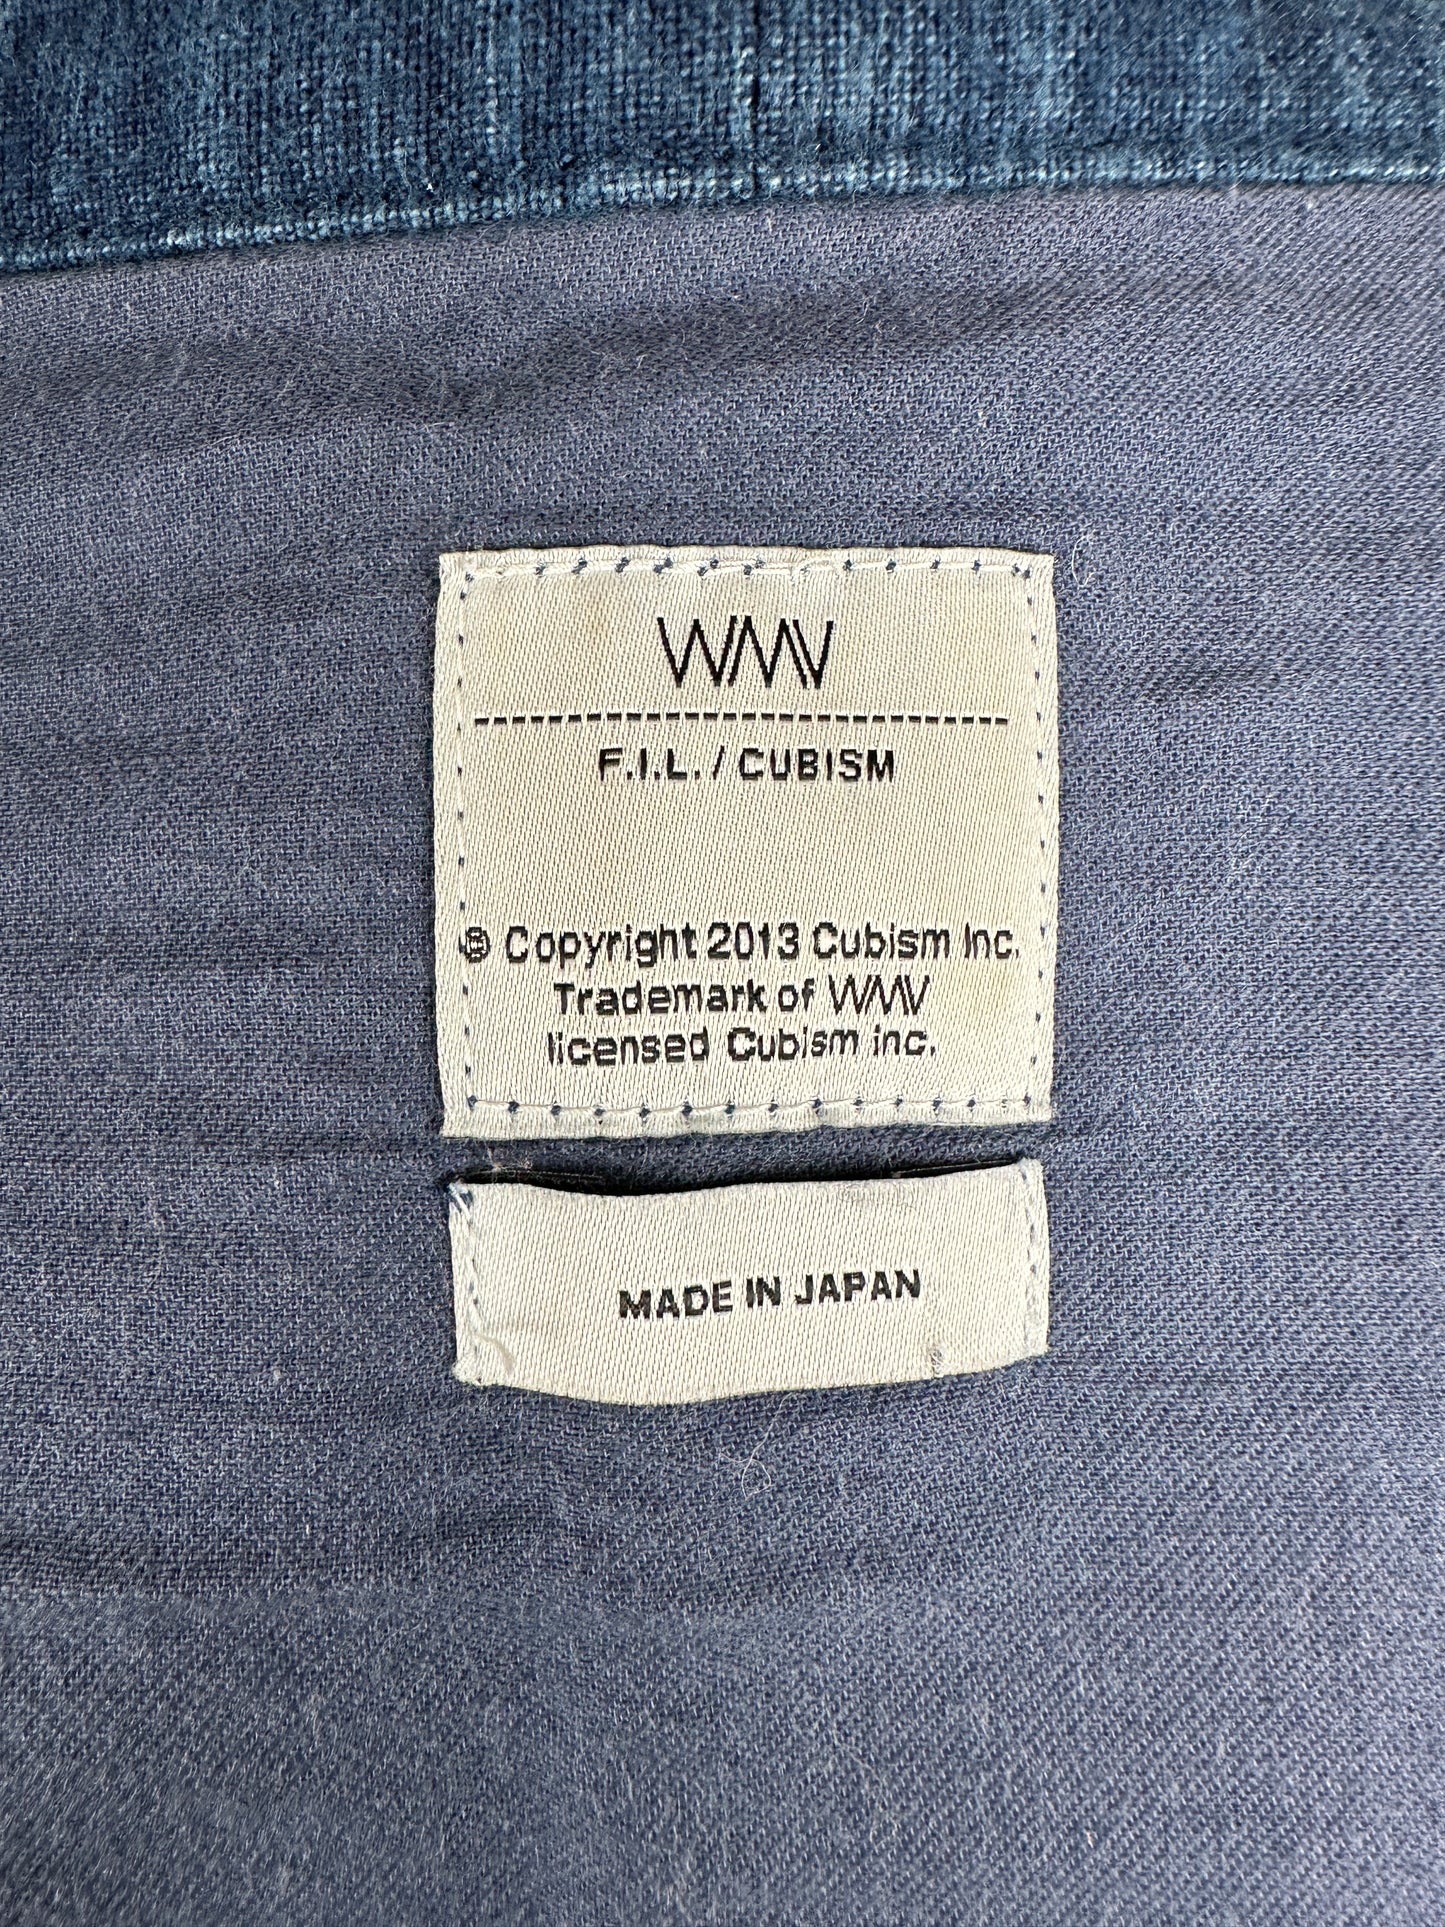 WMV
F.I.L. / CUBISM
® Copyright 2013 Cubism Inc.
Trademark of WMV
licensed Cubism inc.
MADE IN JAPAN